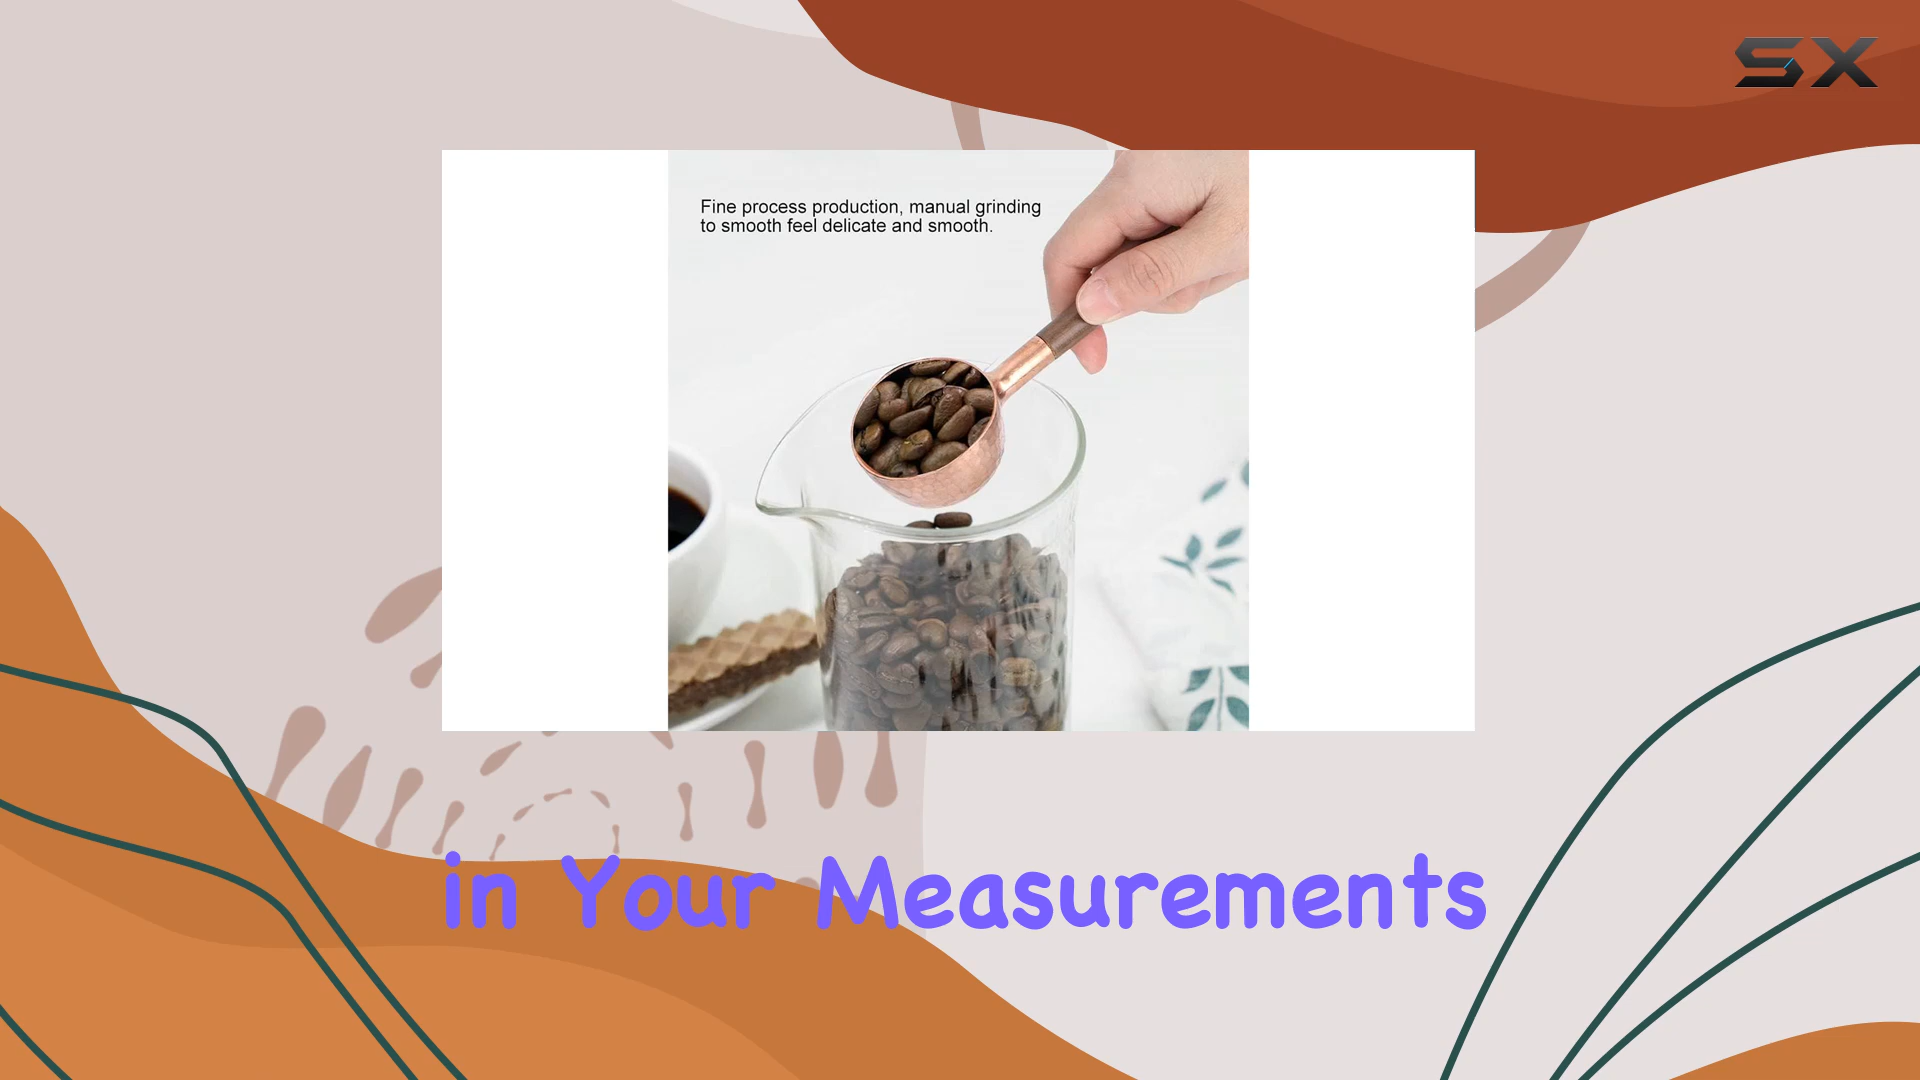 SX
Fine process production, manual grinding
to smooth feel delicate and smooth.
in Your Measurements